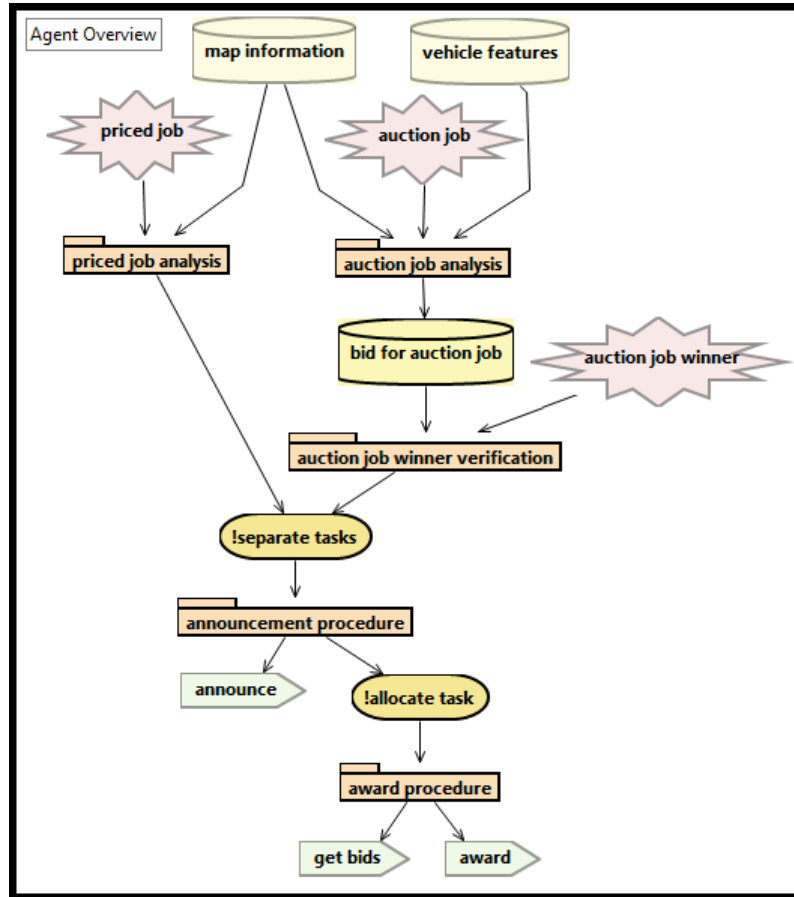 Agent Overview
map information
vehicle features
priced job
auction job
priced job analysis
auction job analysis
bid for auction job
auction job winner
auction job winner verification
!separate tasks
announcement procedure
announce
!allocate task
award procedure
get bids
award